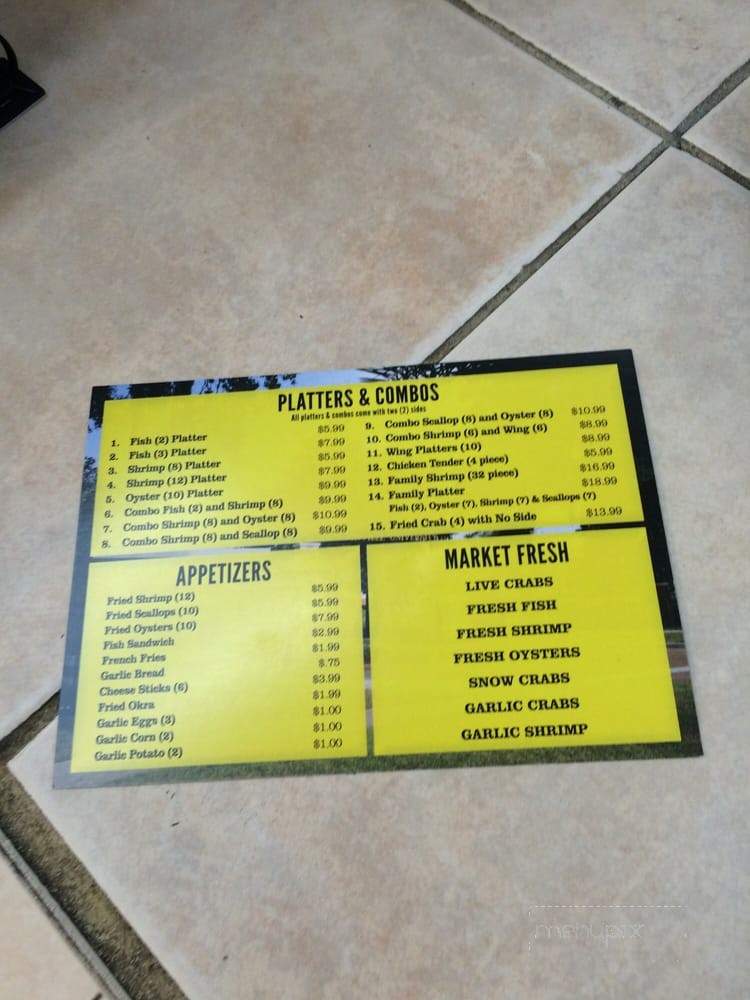 PLATTERS & COMBOS
All platters & combos come with two (2) sides
1. Fish (2) Platter $5.99
2. Fish (3) Platter $7.99
3. Shrimp (8) Platter $5.99
4. Shrimp (12) Platter $7.99
5. Oyster (10) Platter $9.99
6. Combo Fish (2) and Shrimp (8) $9.99
7. Combo Shrimp (8) and Oyster (8) $10.99
8. Combo Shrimp (8) and Scallop (8) $9.99
9. Combo Scallop (8) and Oyster (8) $10.99
10. Combo Shrimp (6) and Wing (6) $8.99
11. Wing Platters (10) $8.99
12. Chicken Tender (4 piece) $5.99
13. Family Shrimp (32 piece) $16.99
14. Family Platter $18.99
Fish (2), Oyster (7), Shrimp (7) & Scallops (7)
15. Fried Crab (4) with No Side $13.99
APPETIZERS
Fried Shrimp (12) $5.99
Fried Scallops (10) $5.99
Fried Oysters (10) $7.99
Fish Sandwich $2.99
French Fries $1.99
Garlic Bread $.75
Cheese Sticks (6) $3.99
Fried Okra $1.99
Garlic Eggs (3) $1.00
Garlic Corn (2) $1.00
Garlic Potato (2) $1.00
MARKET FRESH
LIVE CRABS
FRESH FISH
FRESH SHRIMP
FRESH OYSTERS
SNOW CRABS
GARLIC CRABS
GARLIC SHRIMP
menupix